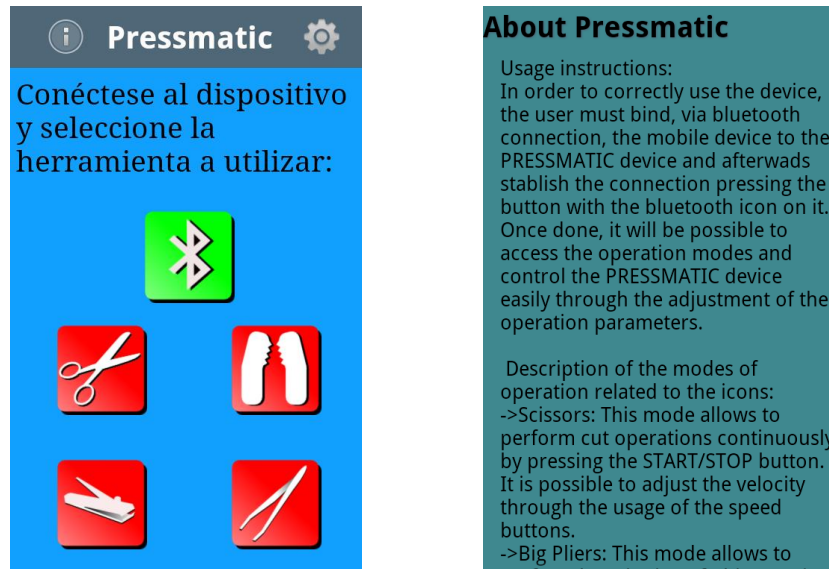 Pressmatic
Conéctese al dispositivo
y seleccione la
herramienta a utilizar:
About Pressmatic
Usage instructions:
In order to correctly use the device,
the user must bind, via bluetooth
connection, the mobile device to the
PRESSMATIC device and afterwads
stablish the connection pressing the
button with the bluetooth icon on it.
Once done, it will be possible to
access the operation modes and
control the PRESSMATIC device
easily through the adjustment of the
operation parameters.
Description of the modes of
operation related to the icons:
->Scissors: This mode allows to
perform cut operations continuously
by pressing the START/STOP button.
It is possible to adjust the velocity
through the usage of the speed
buttons.
->Big Pliers: This mode allows to